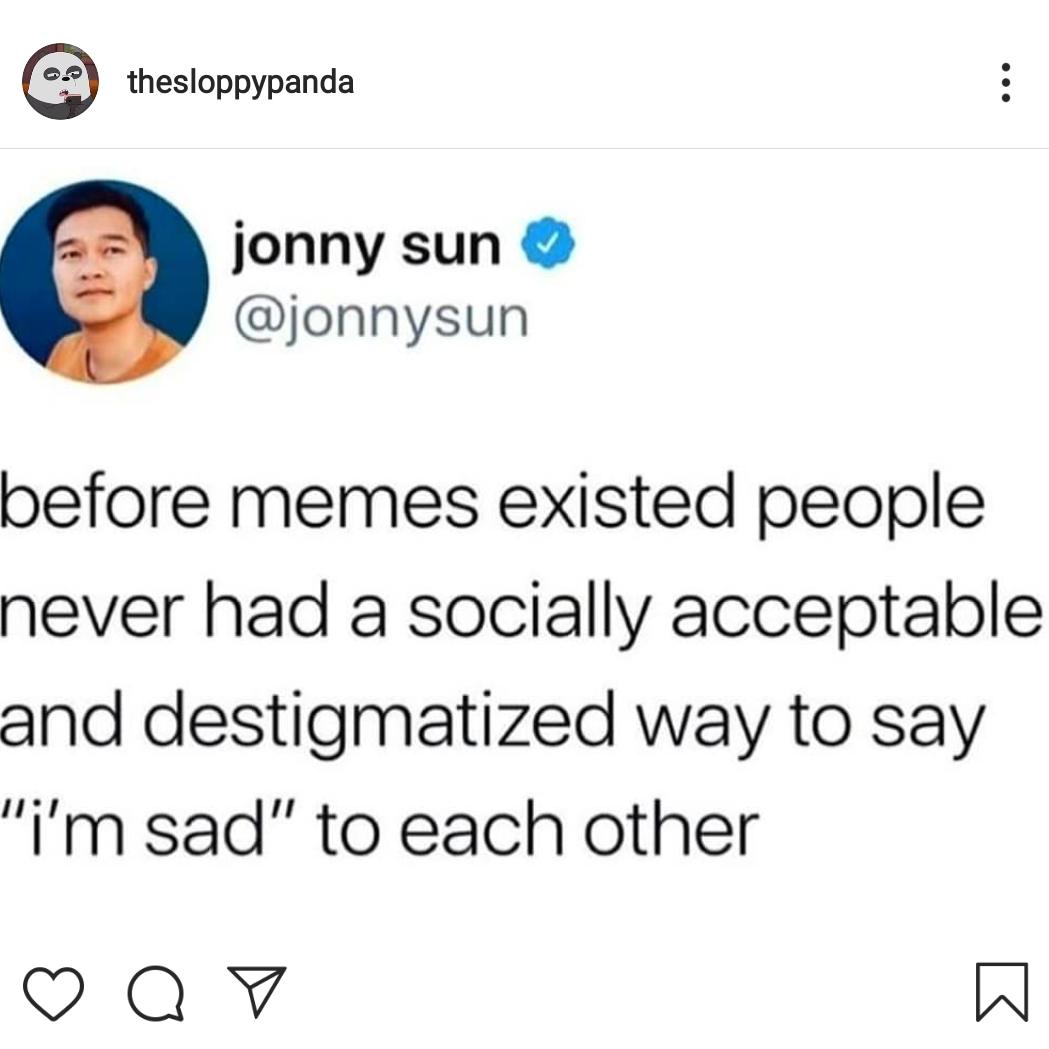 thesloppypanda
jonny sun
@jonnysun
before memes existed people
never had a socially acceptable
and destigmatized way to say
“i’m sad” to each other